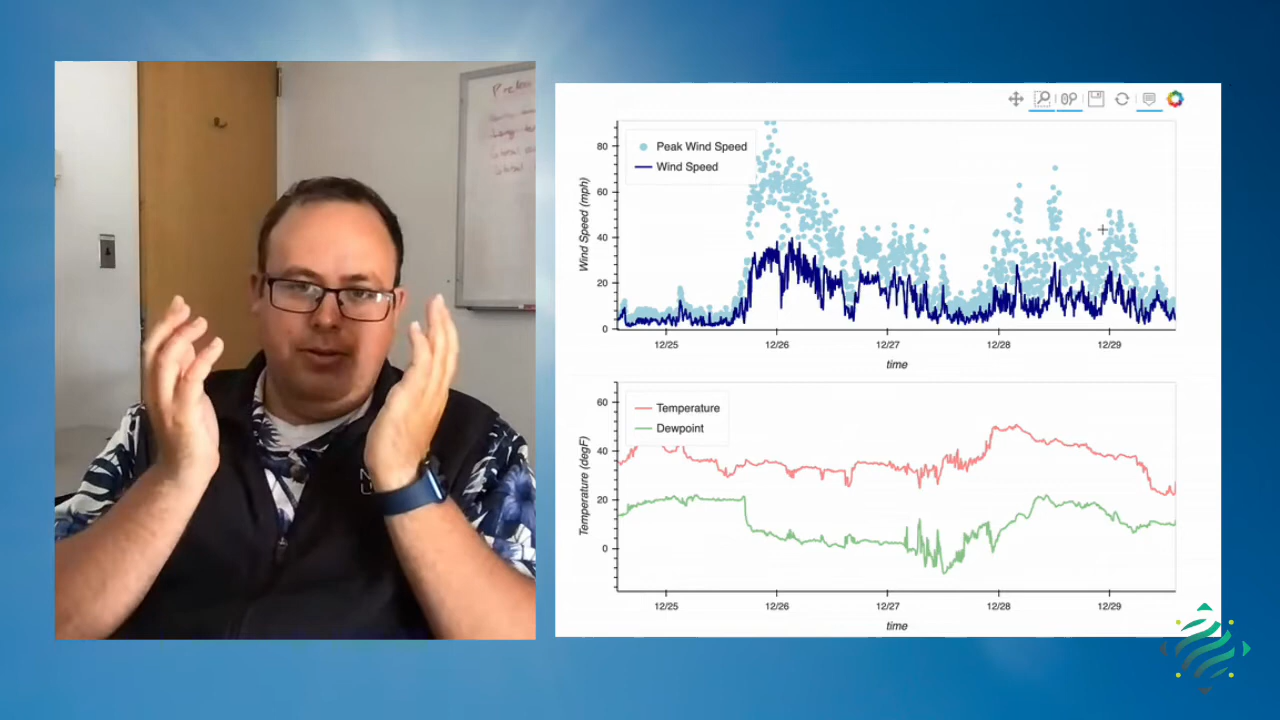 Prelim
Peak Wind Speed
Wind Speed
Wind Speed (mph)
80
60
40
20
0
12/25 12/26 12/27 12/28 12/29
time
Temperature
Dewpoint
Temperature (degF)
60
40
20
0
12/25 12/26 12/27 12/28 12/29
time